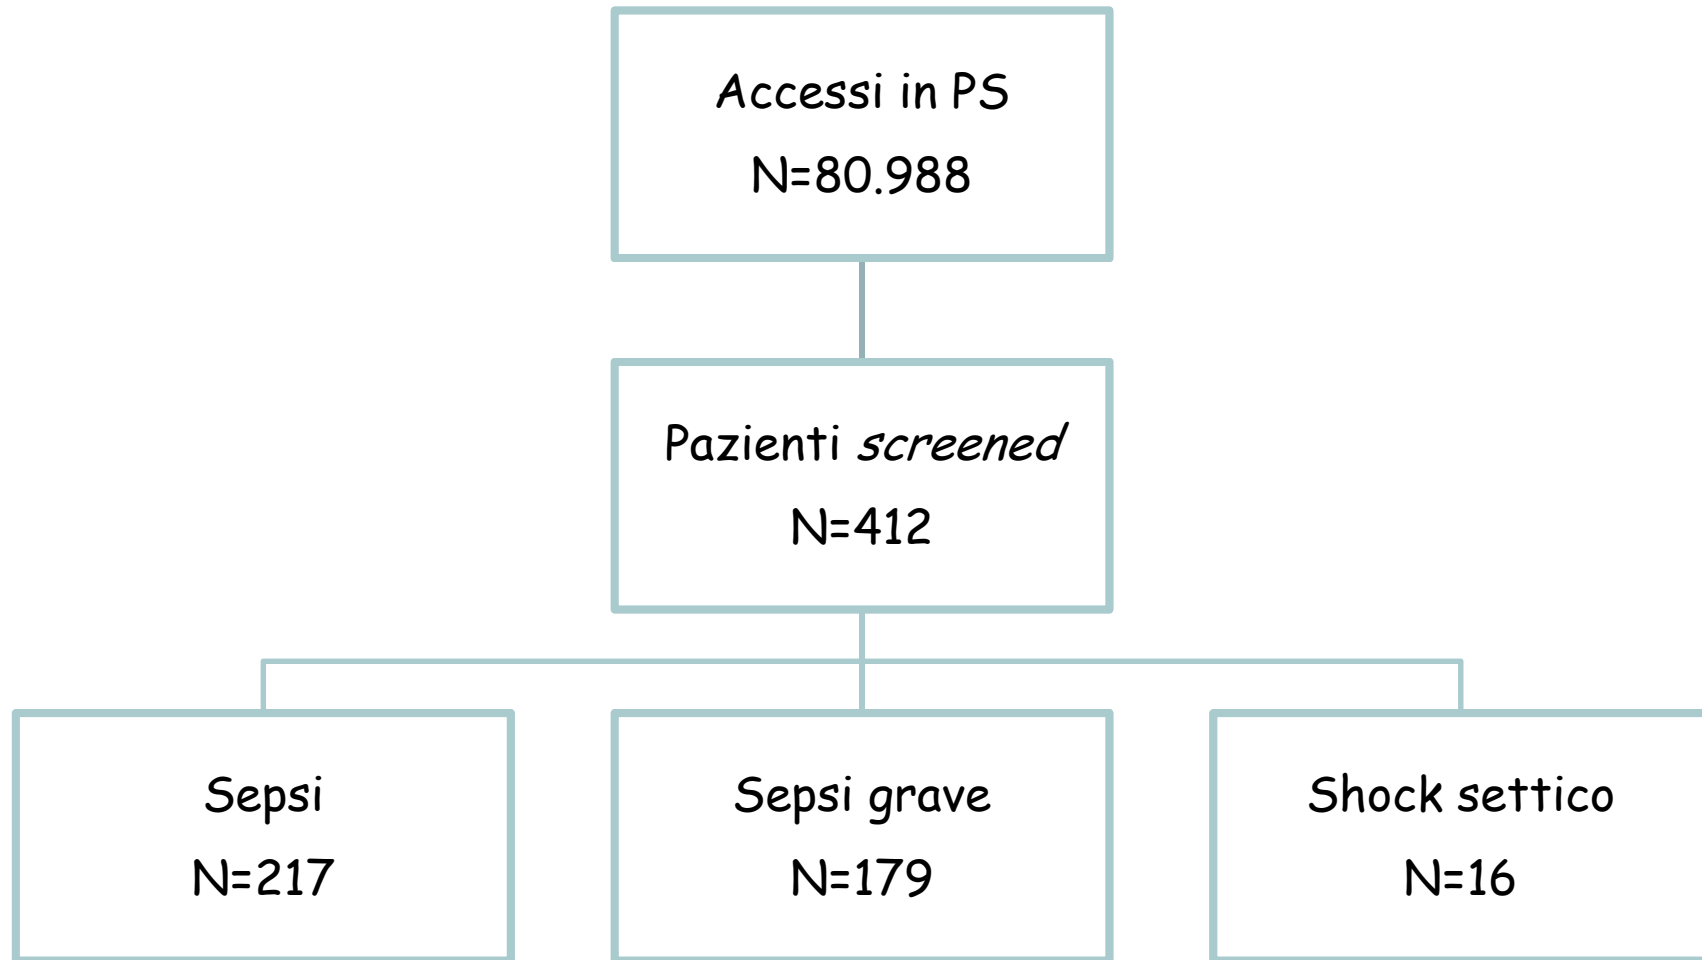 Accessi in PS
N=80.988
Pazienti screened
N=412
Sepsi
N=217
Sepsi grave
N=179
Shock settico
N=16